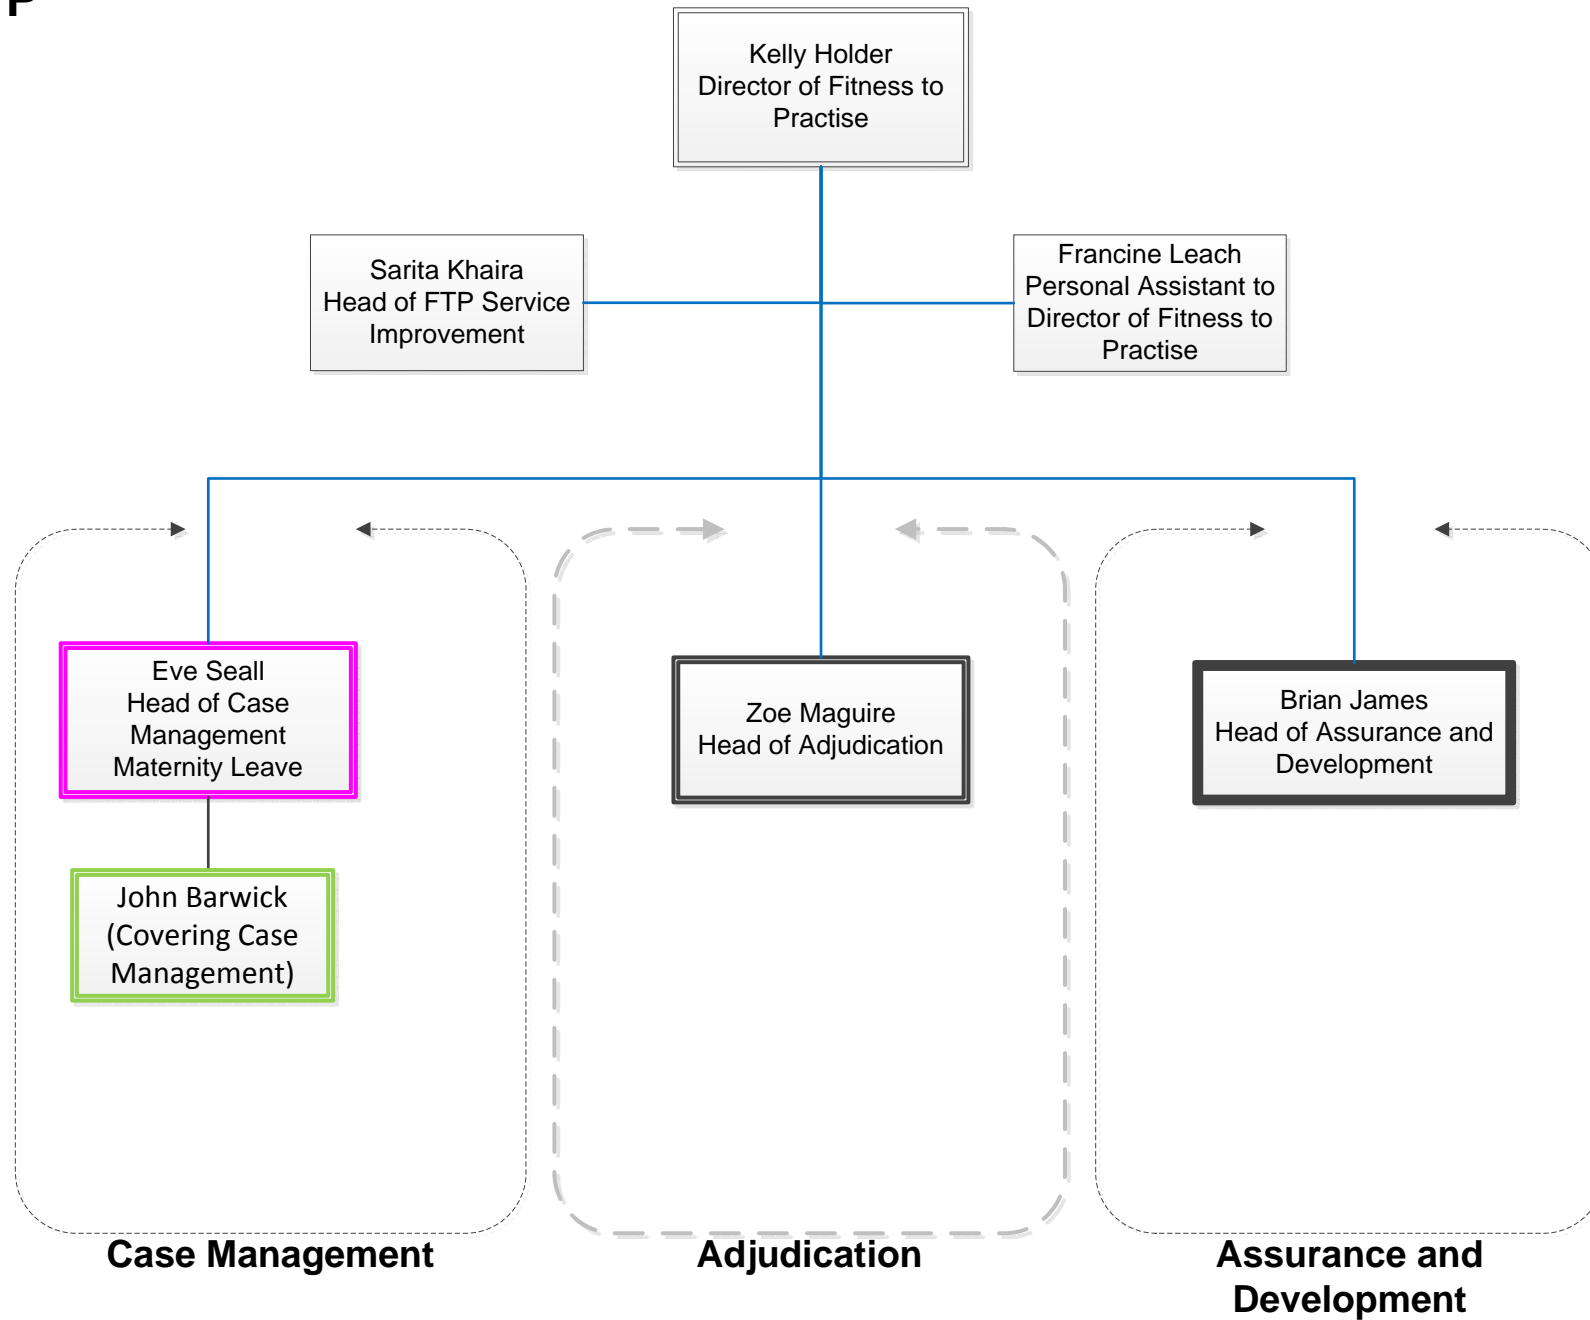 P
Kelly Holder
Director of Fitness to
Practise
Sarita Khaira
Head of FTP Service
Improvement
Francine Leach
Personal Assistant to
Director of Fitness to
Practise
Eve Seall
Head of Case
Management
Maternity Leave
Zoe Maguire
Head of Adjudication
Brian James
Head of Assurance and
Development
John Barwick
(Covering Case
Management)
Case Management
Adjudication
Assurance and
Development